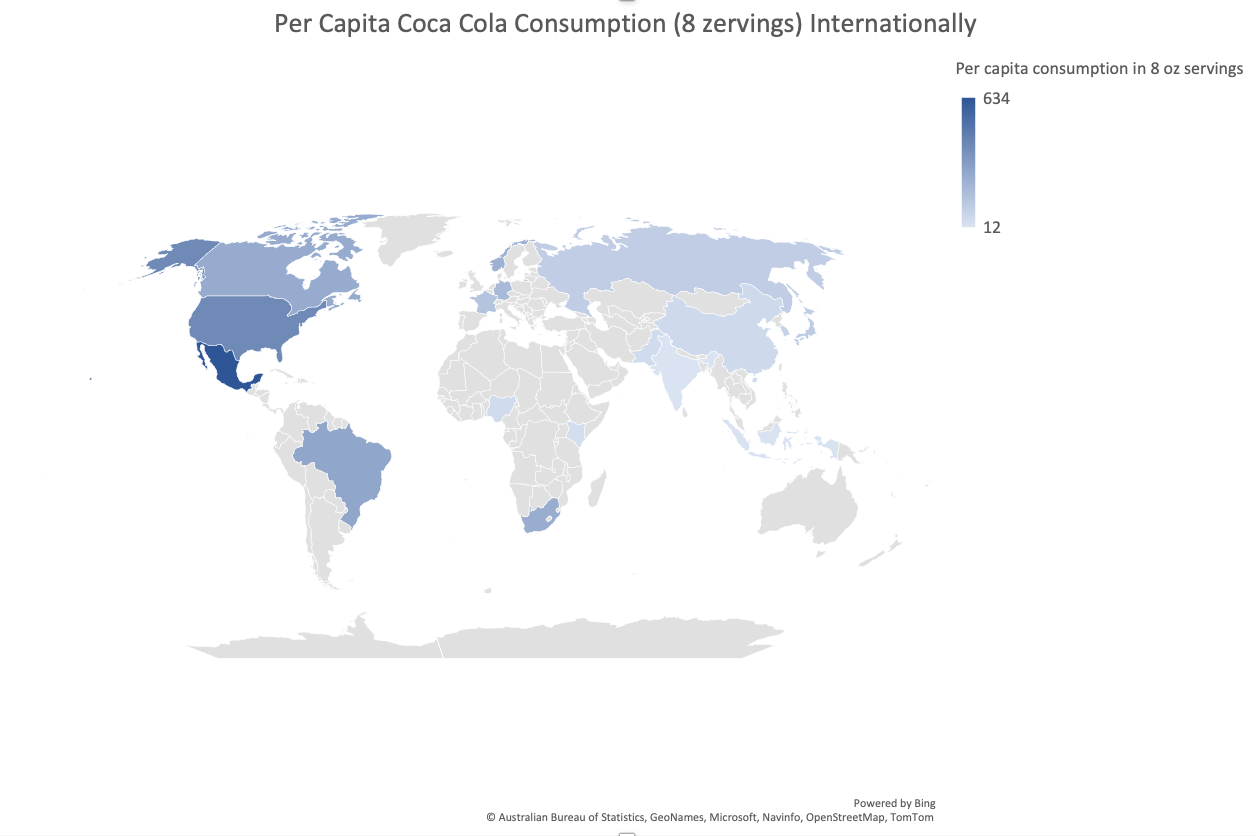 Per Capita Coca Cola Consumption (8 zervings) Internationally
Per capita consumption in 8 oz servings
634
12
Powered by Bing
© Australian Bureau of Statistics, GeoNames, Microsoft, Navinfo, OpenStreetMap, TomTom